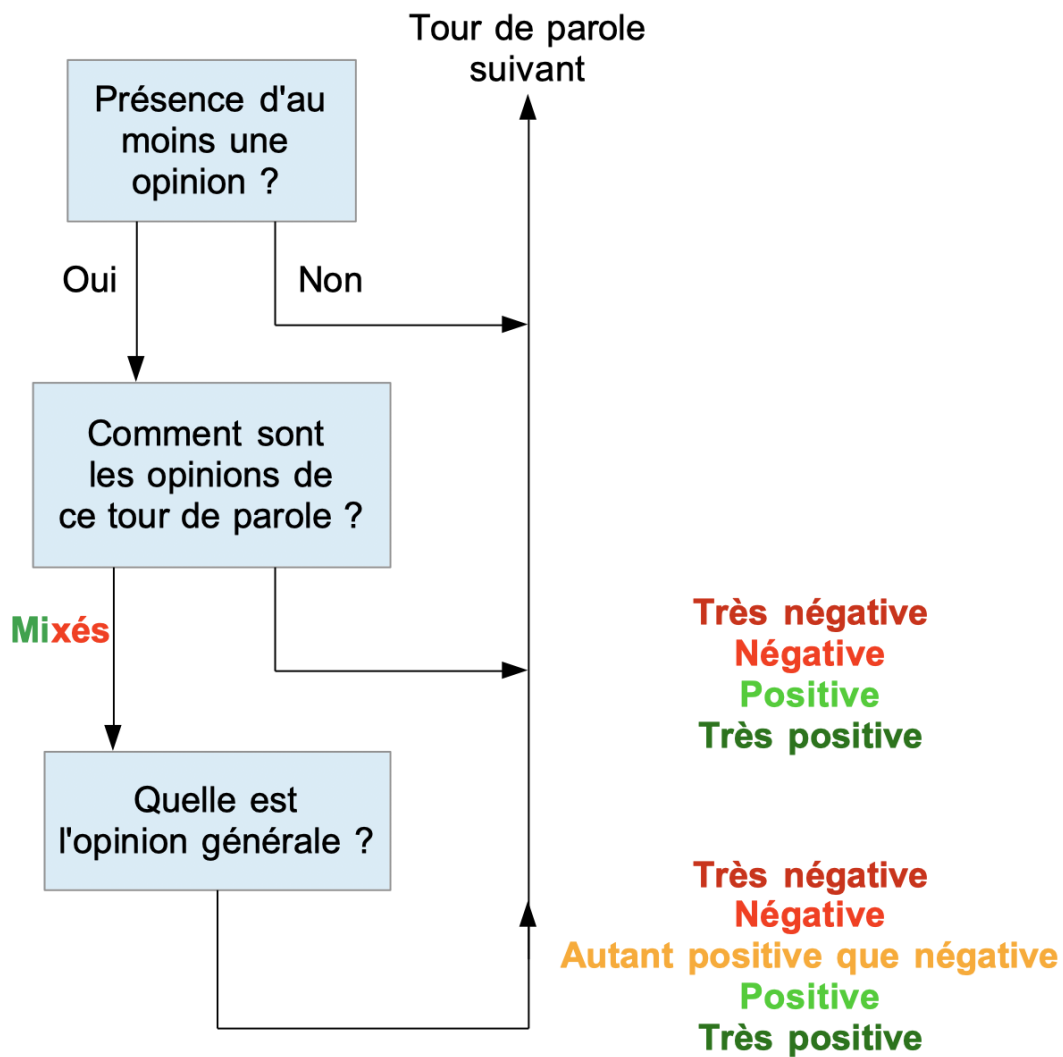 Tour de parole
suivant
Présence d'au
moins une
opinion ?
Oui
Non
Comment sont
les opinions de
ce tour de parole ?
Mixés
Très négative
Négative
Positive
Très positive
Quelle est
l'opinion générale ?
Très négative
Négative
Autant positive que négative
Positive
Très positive